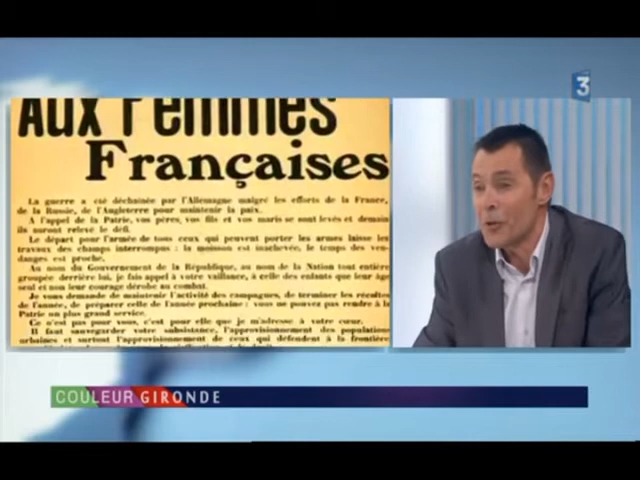 3
Aux Femmes
Françaises
La guerre a été déchainée par l'Allemagne malgré les efforts de la France,
de la Russie, de l'Angleterre pour maintenir la paix.
A l'appel de la Patrie, vos pères, vos fils et vos maris se sont levés et demain
ils auront relevé le défi.
Le départ pour l'armée de tous ceux qui peuvent porter les armes laisse les
travaux des champs interrompus : la moisson est inachevée, le temps des ven-
danges est proche.
Au nom du Gouvernement de la République, au nom de la Nation tout entière
groupée derrière lui, je fais appel à votre vaillance, à celle des enfants que leur âge
seul et non leur courage dérobe au combat.
Je vous demande de maintenir l'activité des campagnes, de terminer les récoltes
de l'année, de préparer celle de l'année prochaine : vous ne pouvez pas rendre à la
Patrie un plus grand service.
Ce n'est pas pour vous, c'est pour elle que je m'adresse à votre cœur.
Il faut sauvegarder votre subsistance, l'approvisionnement des populations
urbaines et surtout l'approvisionnement de ceux qui défendent à la frontière
COULEUR GIRONDE